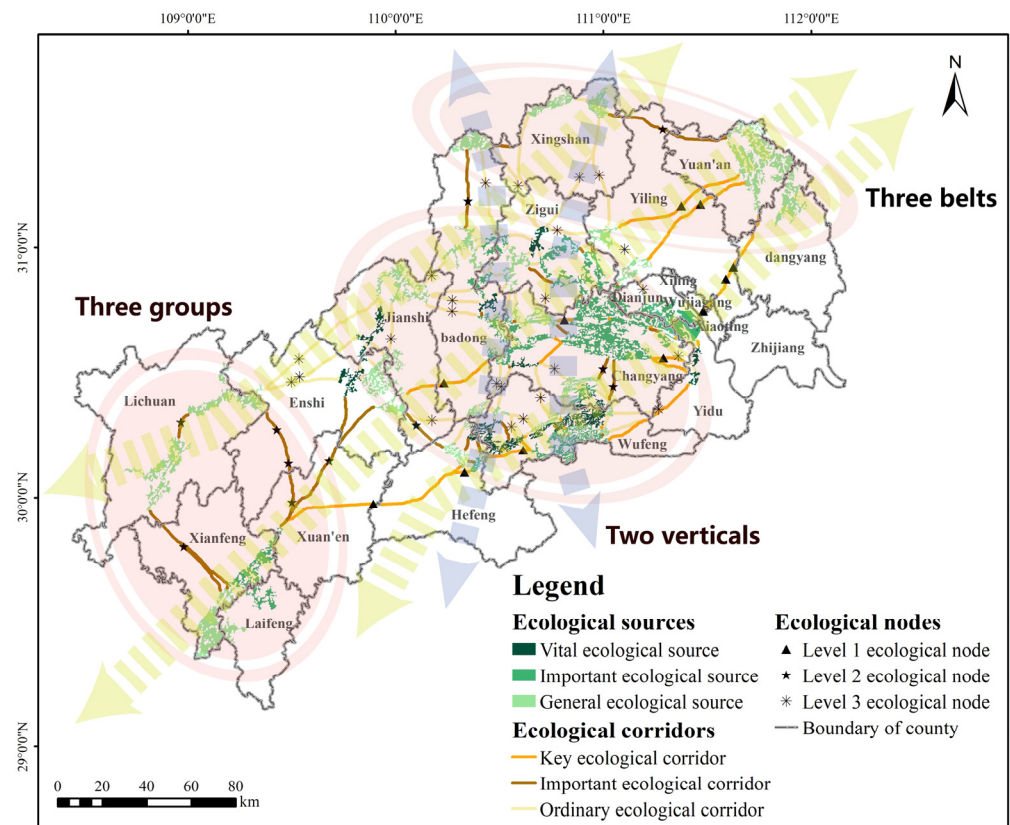 109°0'0"E
110°0'0"E
111°0'0"E
112°0'0"E
N
Xingshan
Yuan'an
Three belts
Zigui
Yiling
31°0'0"N
dangyang
Xiling
Three groups
Dianjun
Wujiagang
Jianshi
Xiaoting
badong
Zhijiang
Changyang
Lichuan
Enshi
Yidu
Wufeng
30°0'0"N
Hefeng
Xianfeng
Xuan'en
Two verticals
Laifeng
29°0'0"N
Legend
Ecological sources
Vital ecological source
Important ecological source
General ecological source
Ecological corridors
Key ecological corridor
Important ecological corridor
Ordinary ecological corridor
Ecological nodes
Level 1 ecological node
Level 2 ecological node
Level 3 ecological node
Boundary of county
0 20 40 60 80
km